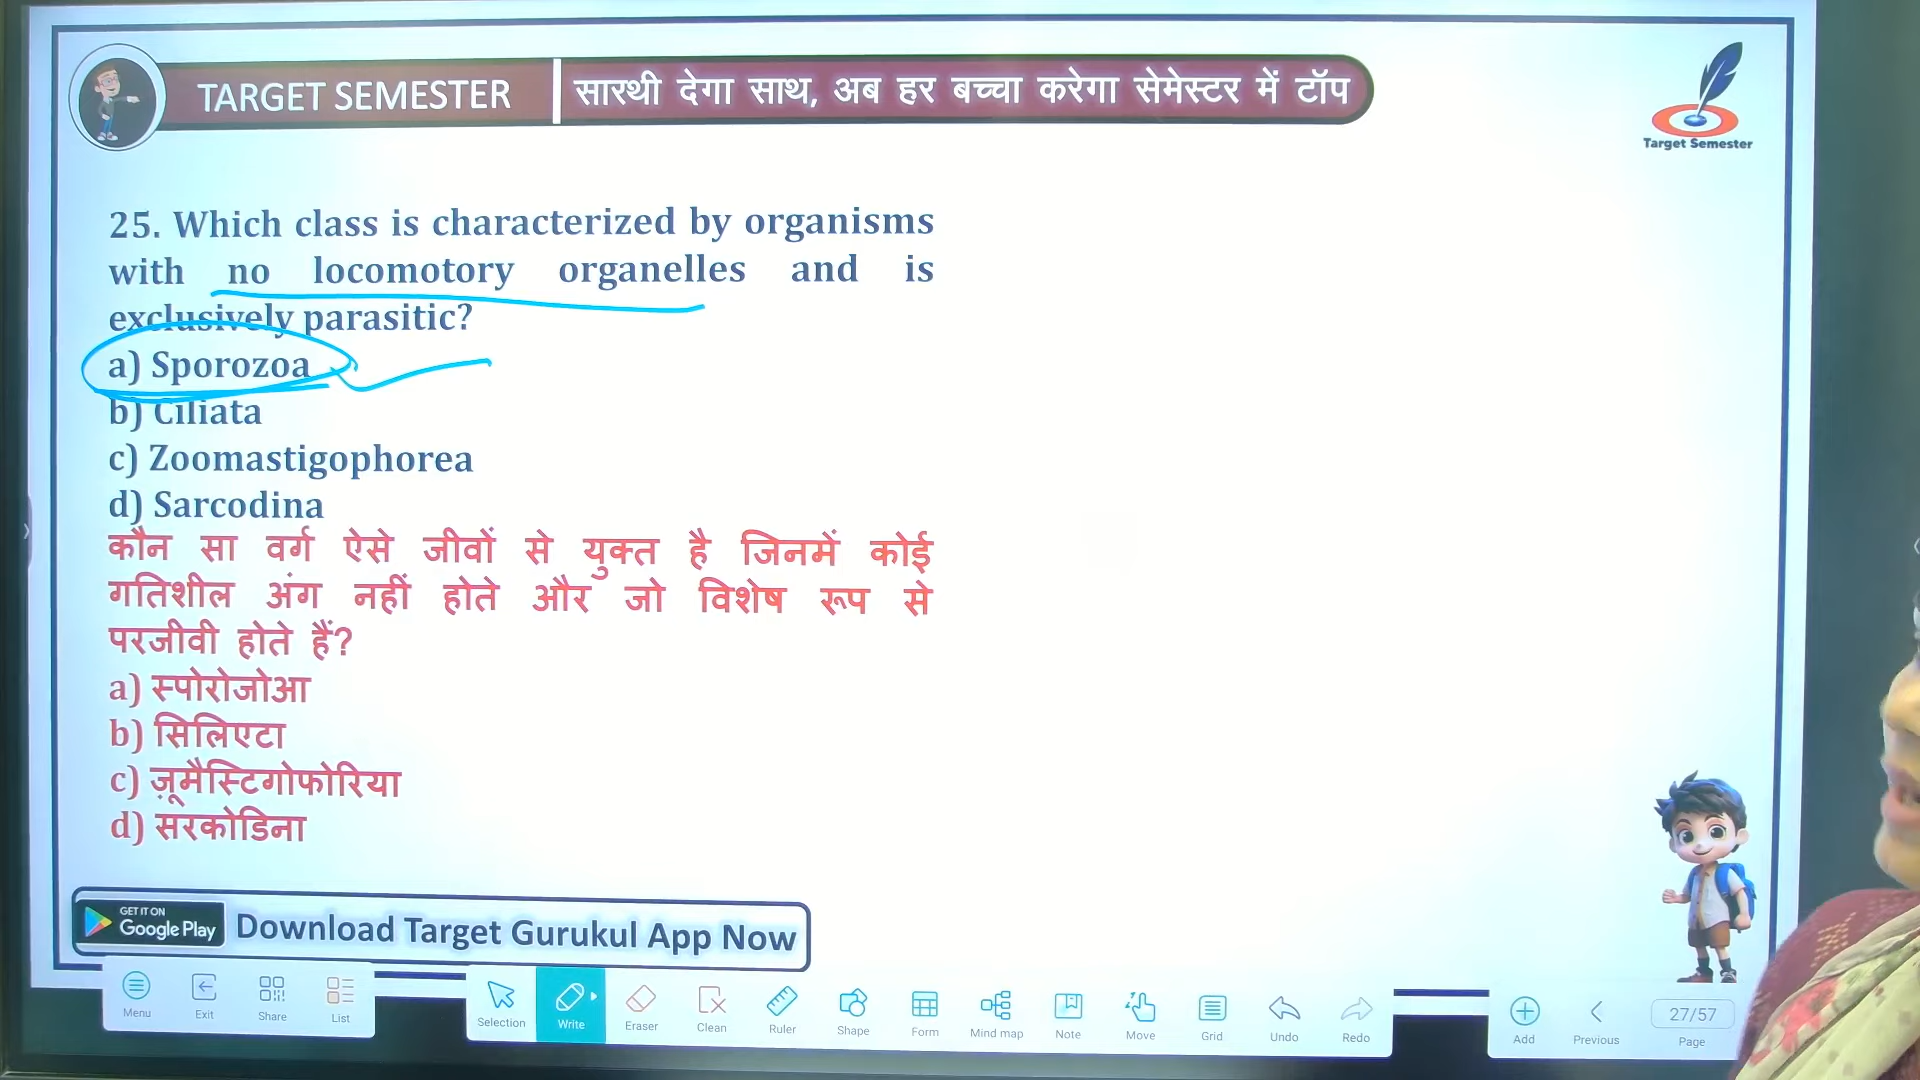 TARGET SEMESTER
सारथी देगा साथ, अब हर बच्चा करेगा सेमेस्टर में टॉप
Target Semester
25. Which class is characterized by organisms
with no locomotory organelles and is
exclusively parasitic?
a) Sporozoa
b) Ciliata
c) Zoomastigophorea
d) Sarcodina
कौन सा वर्ग ऐसे जीवों से युक्त है जिनमें कोई
गतिशील अंग नहीं होते और जो विशेष रूप से
परजीवी होते हैं?
a) स्पोरोजोआ
b) सिलिएटा
c) ज़ूमैस्टिगोफोरिया
d) सरकोडिना
GET IT ON
Google Play
Download Target Gurukul App Now
Menu Exit Share List Selection Write Eraser Clean Ruler Shape Form Mind map Note Move Grid Undo Redo Add Previous 27/57 Page